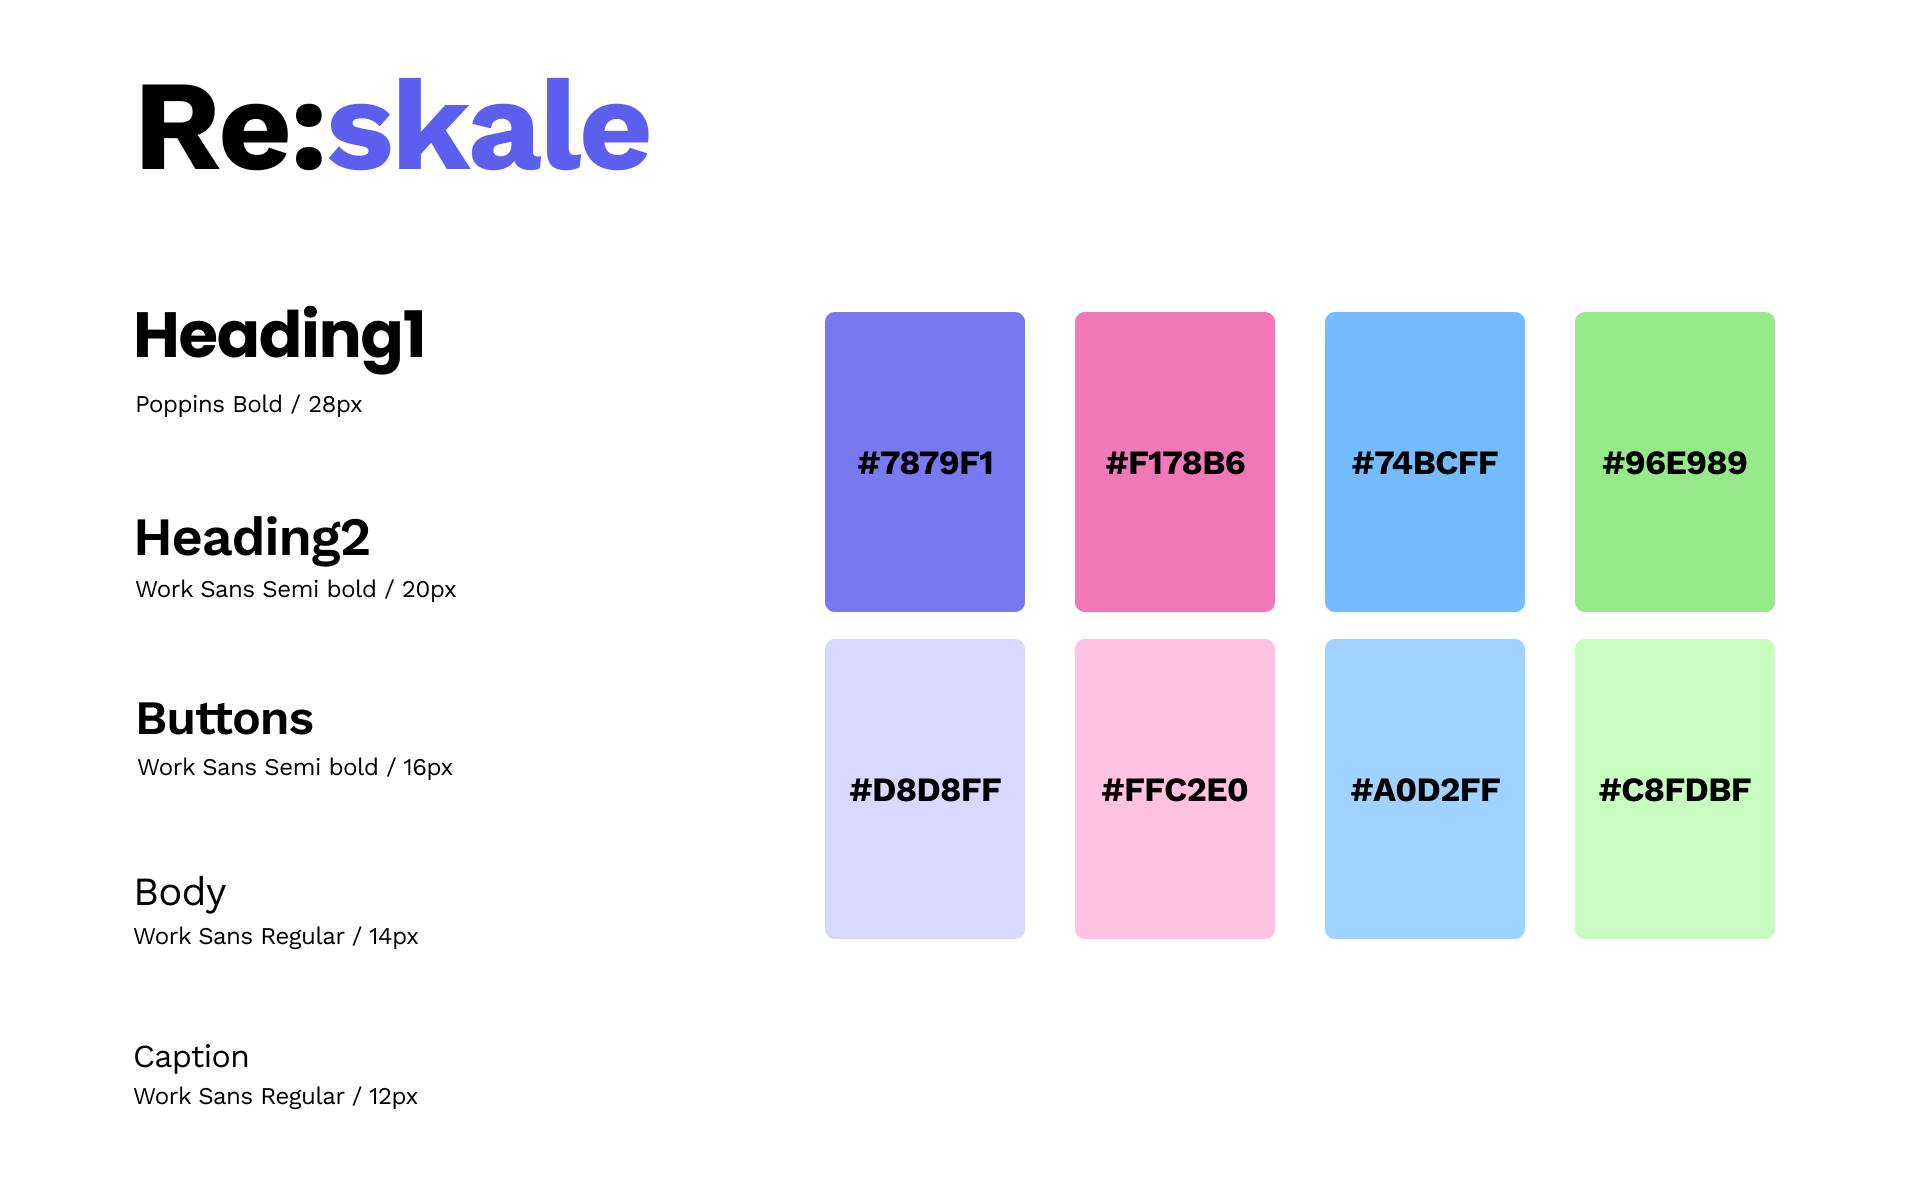 Re:skale
Heading1
Poppins Bold / 28px
Heading2
Work Sans Semi bold / 20px
Buttons
Work Sans Semi bold / 16px
Body
Work Sans Regular / 14px
Caption
Work Sans Regular / 12px
#7879F1
#F178B6
#74BCFF
#96E989
#D8D8FF
#FFC2E0
#A0D2FF
#C8FDBF